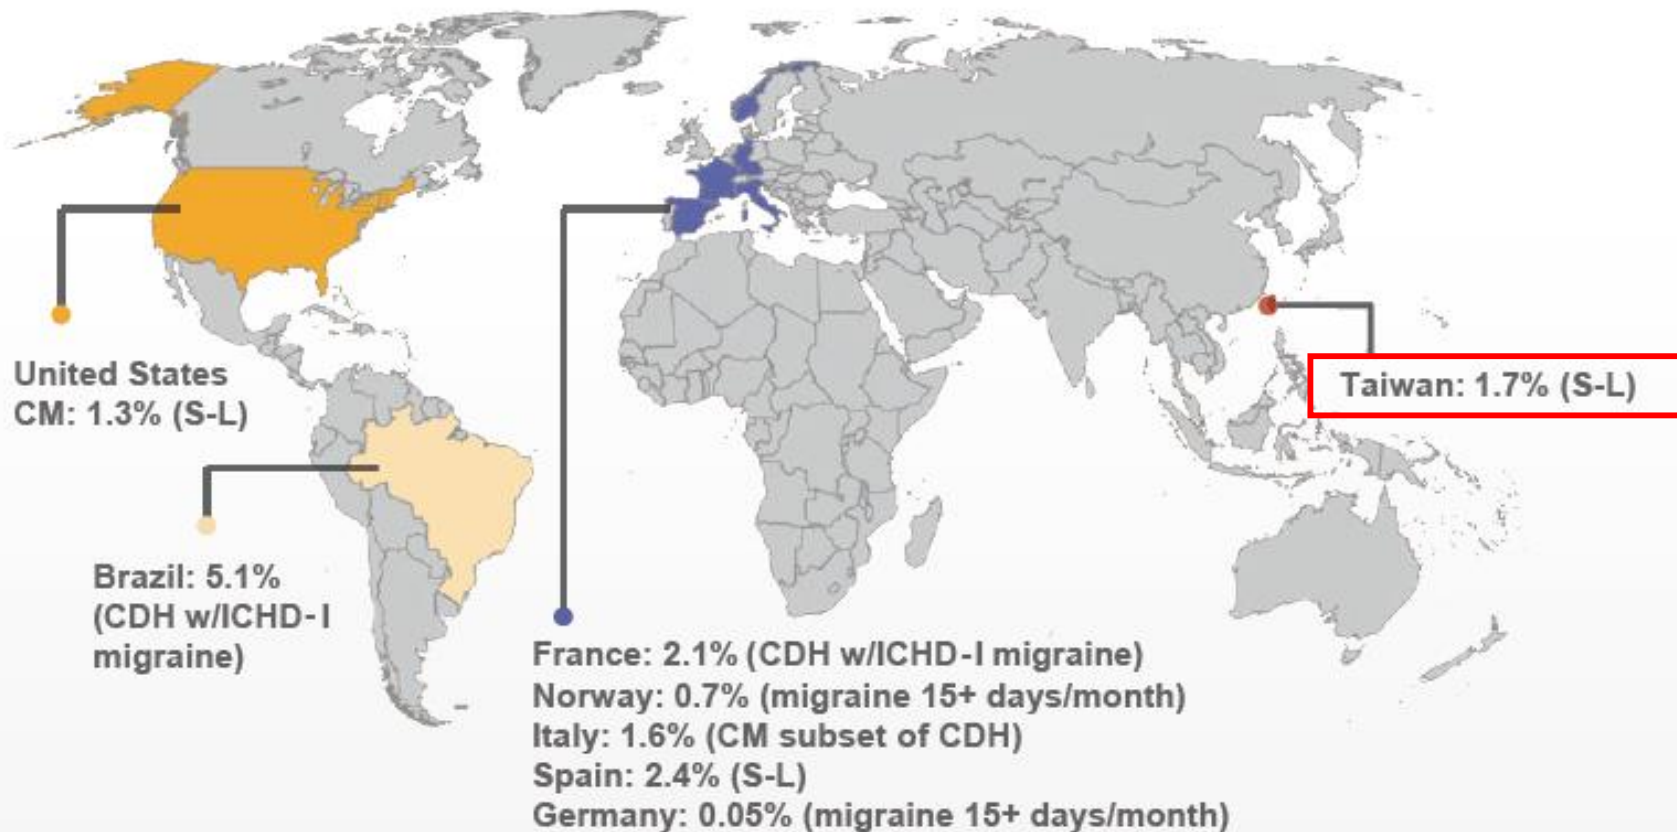 United States
CM: 1.3% (S-L)
Brazil: 5.1%
(CDH w/ICHD-I
migraine)
France: 2.1% (CDH w/ICHD-I migraine)
Norway: 0.7% (migraine 15+ days/month)
Italy: 1.6% (CM subset of CDH)
Spain: 2.4% (S-L)
Germany: 0.05% (migraine 15+ days/month)
Taiwan: 1.7% (S-L)